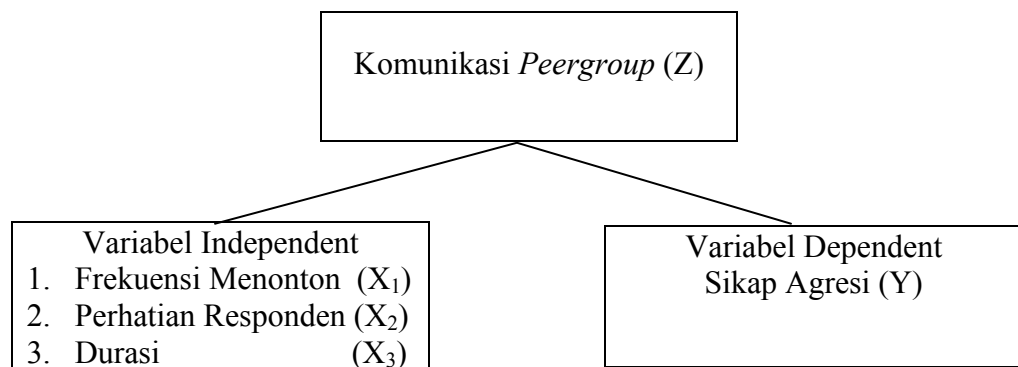 Komunikasi Peergroup (Z)
Variabel Independent
1. Frekuensi Menonton (X₁)
2. Perhatian Responden (X₂)
3. Durasi (X₃)
Variabel Dependent
Sikap Agresi (Y)